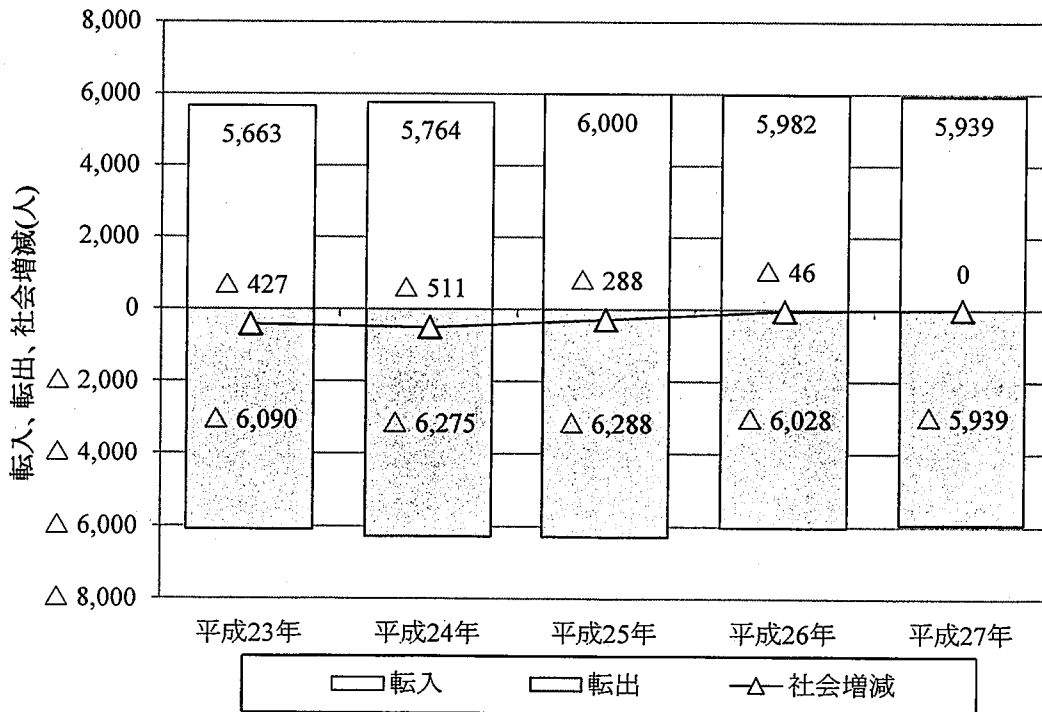 8,000
6,000
4,000
2,000
0
△ 2,000
△ 4,000
△ 6,000
△ 8,000
転入、転出、社会増減(人)
5,663 5,764 6,000 5,982 5,939
△ 427 △ 511 △ 288 △ 46 0
△ 6,090 △ 6,275 △ 6,288 △ 6,028 △ 5,939
平成23年 平成24年 平成25年 平成26年 平成27年
転入 転出 社会増減